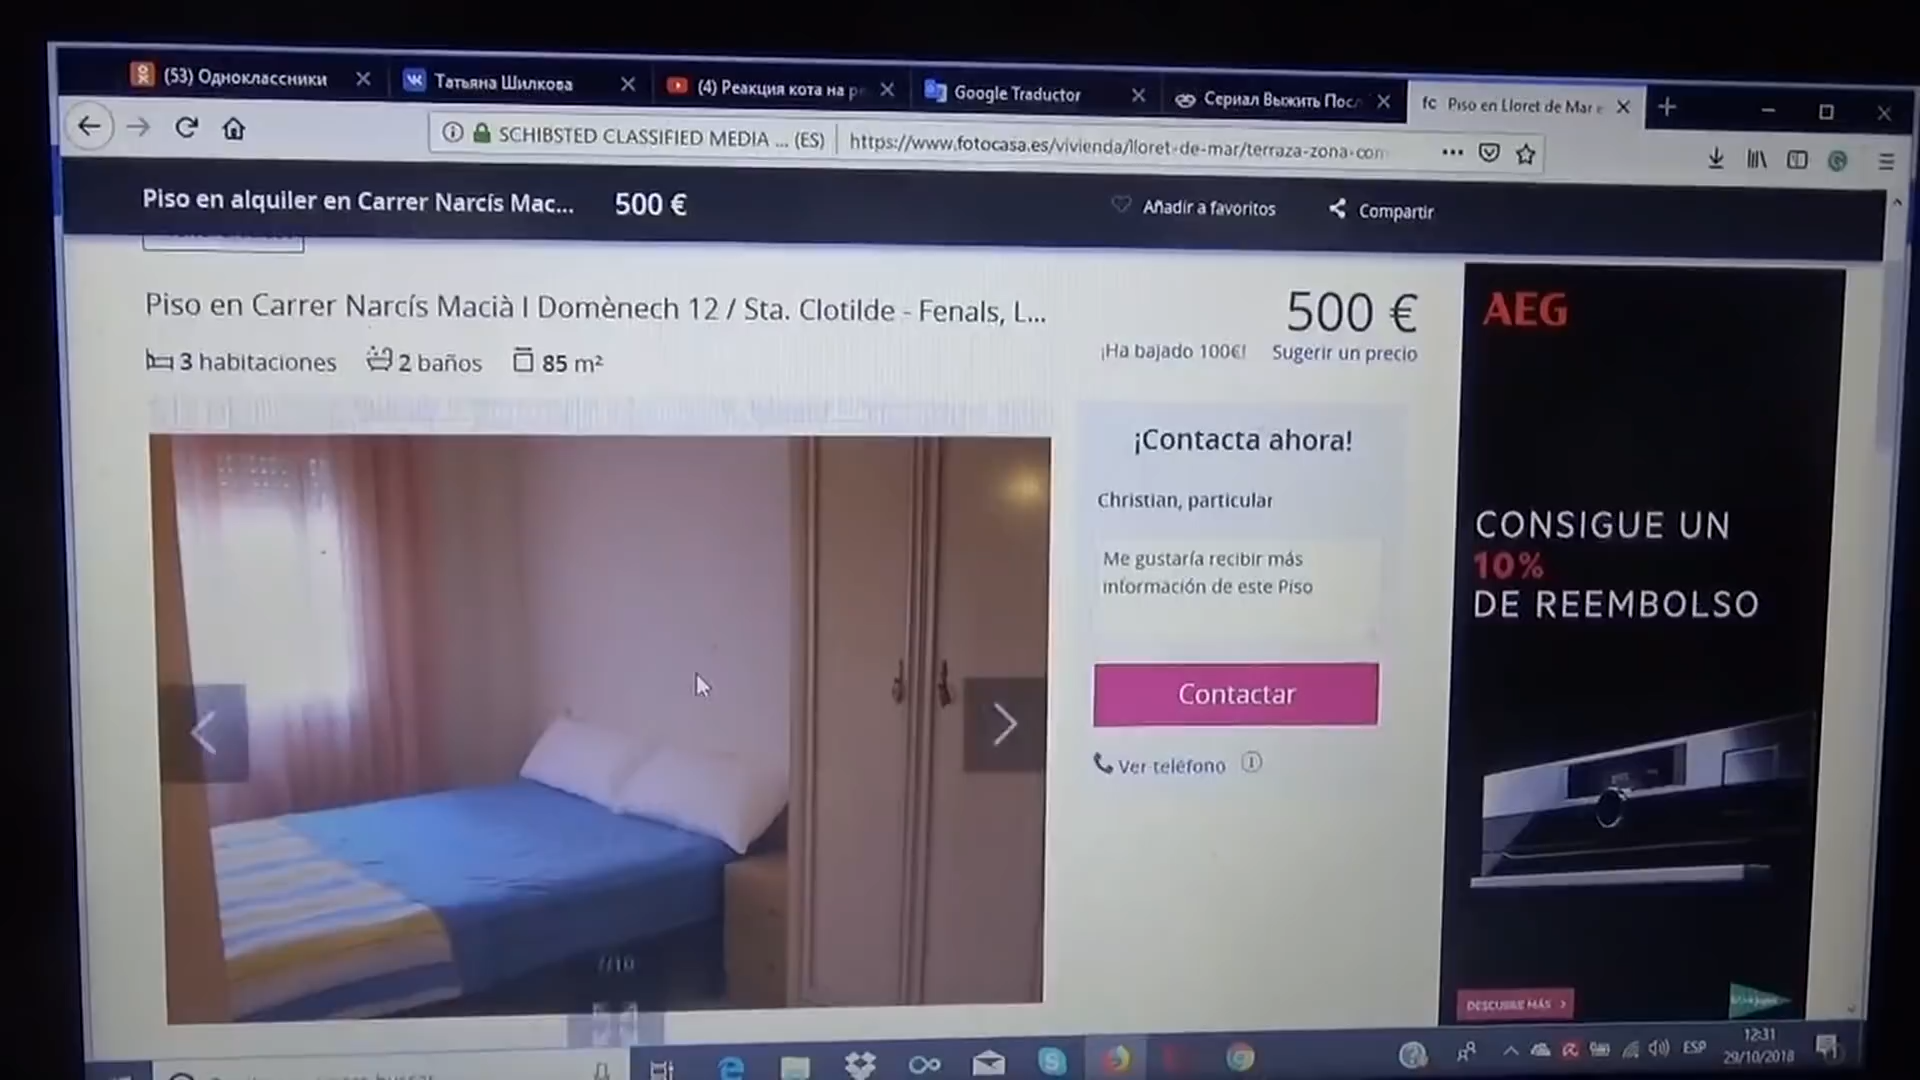 (53) Одноклассники
Татьяна Шилкова
(4) Реакция кота на
Google Traductor
Сериал Выжить Посл
fc Piso en Lloret de Mar e
SCHIBSTED CLASSIFIED MEDIA ... (ES)
https://www.fotocasa.es/vivienda/lloret-de-mar/terraza-zona-com
Piso en alquiler en Carrer Narcís Mac...
500 €
Añadir a favoritos
Compartir
Piso en Carrer Narcís Macià I Domènech 12 / Sta. Clotilde - Fenals, L...
3 habitaciones
2 baños
85 m²
500 €
¡Ha bajado 100€!
Sugerir un precio
¡Contacta ahora!
Christian, particular
Me gustaría recibir más
información de este Piso
Contactar
Ver teléfono
7/10
AEG
CONSIGUE UN
10%
DE REEMBOLSO
DESCUBRE MÁS
ESP
12:31
29/10/2018